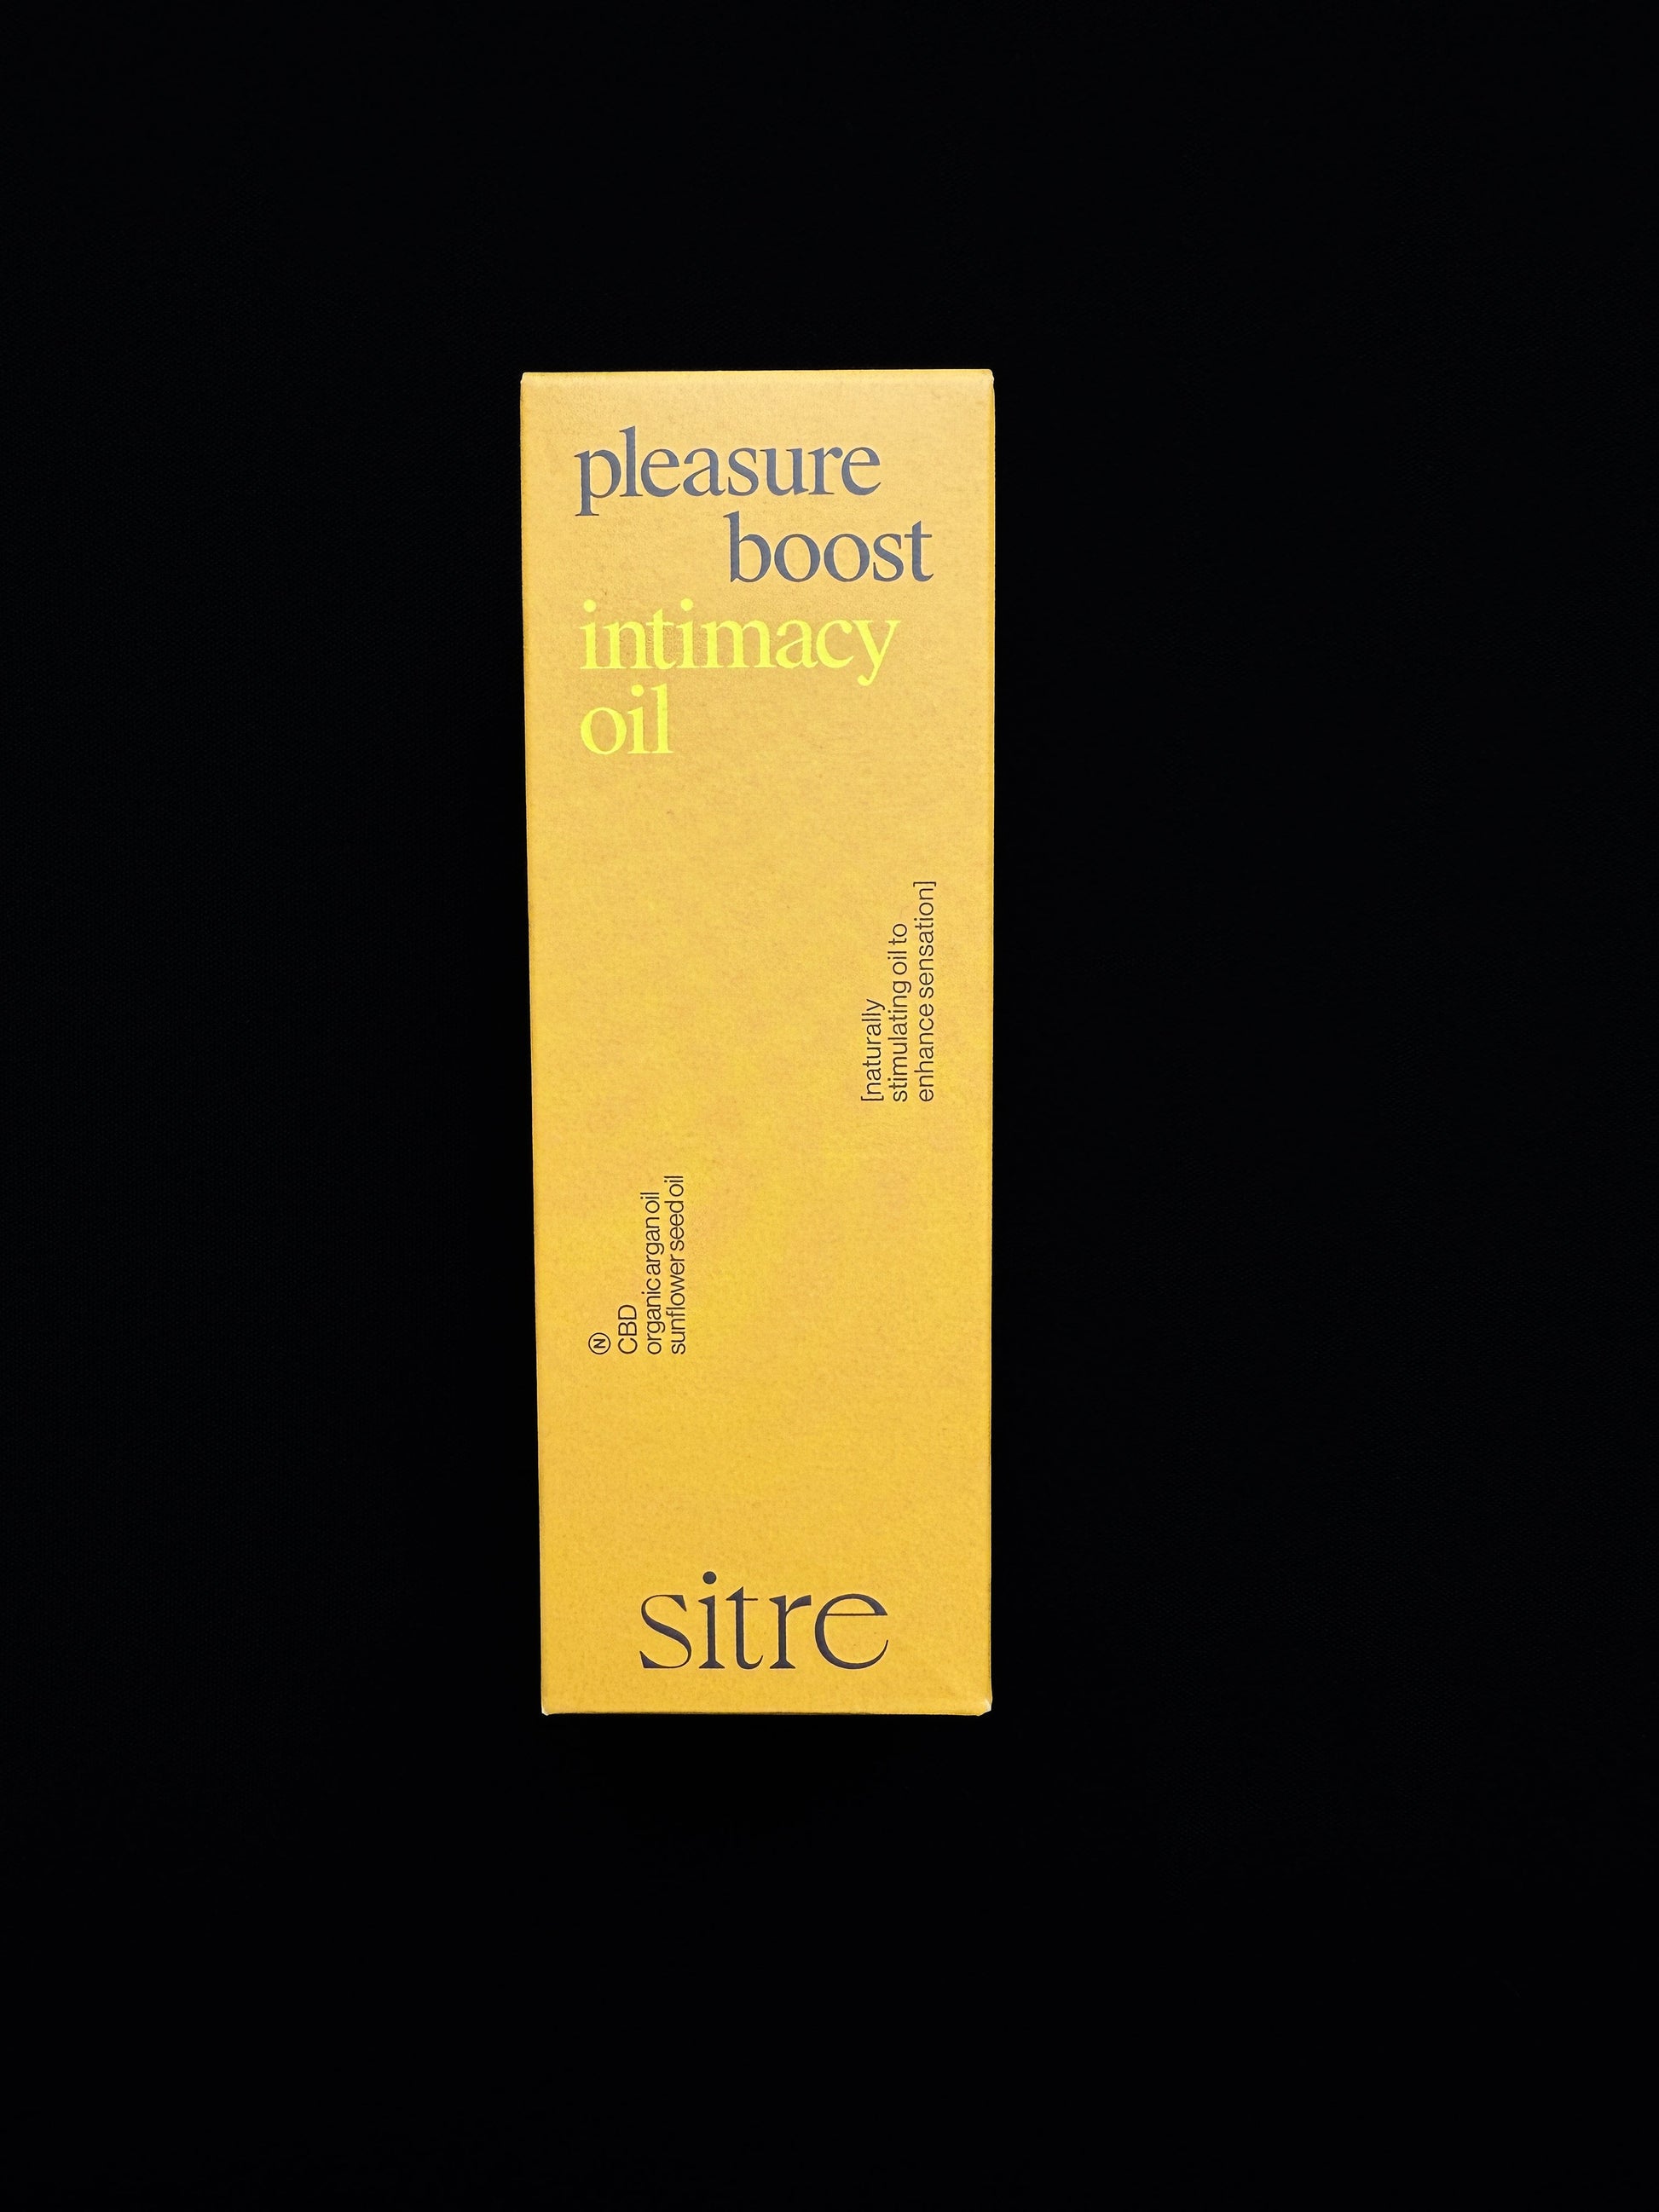 pleasure
boost
intimacy
oil
[naturally
stimulating oil to
enhance sensation]
Ⓝ
CBD
organic argan oil
sunflower seed oil
sitre